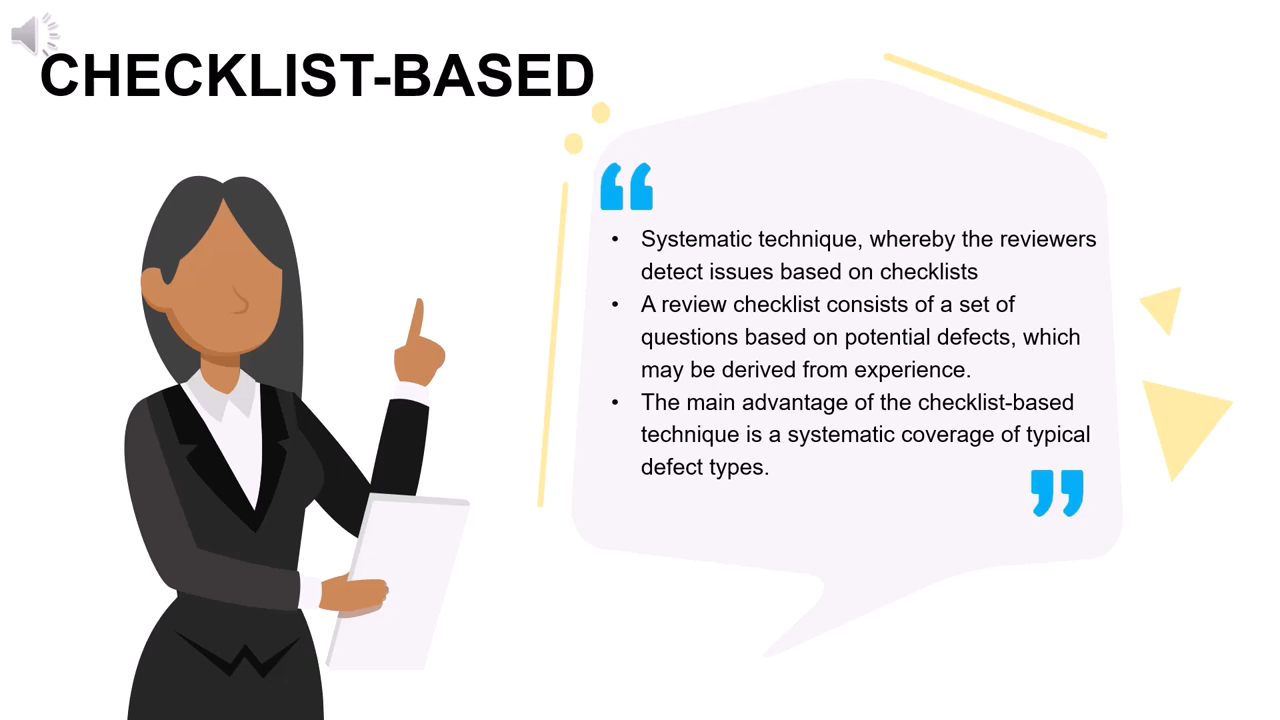 CHECKLIST-BASED
• Systematic technique, whereby the reviewers
detect issues based on checklists
• A review checklist consists of a set of
questions based on potential defects, which
may be derived from experience.
• The main advantage of the checklist-based
technique is a systematic coverage of typical
defect types.